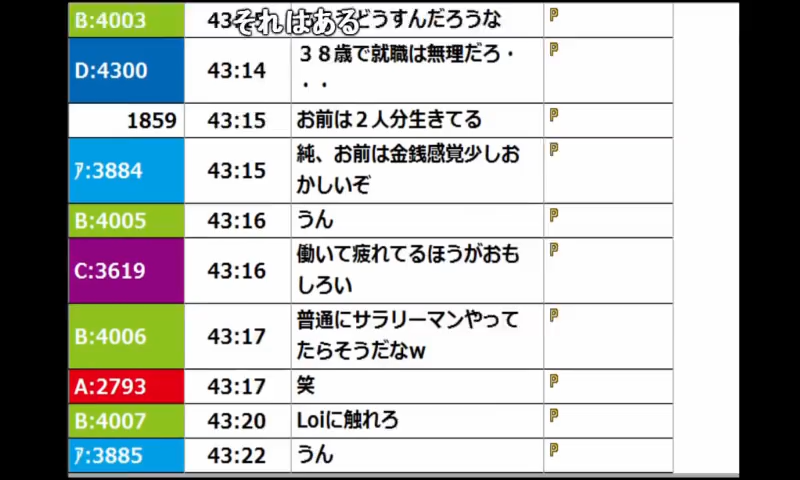 B:4003 43 どうすんだろうな P
それはある
D:4300 43:14 ３８歳で就職は無理だろ・ P
・・
1859 43:15 お前は２人分生きてる P
ｱ:3884 43:15 純、お前は金銭感覚少しお P
かしいぞ
B:4005 43:16 うん P
C:3619 43:16 働いて疲れてるほうがおも P
しろい
B:4006 43:17 普通にサラリーマンやって P
たらそうだなw
A:2793 43:17 笑 P
B:4007 43:20 Loiに触れろ P
ｱ:3885 43:22 うん P